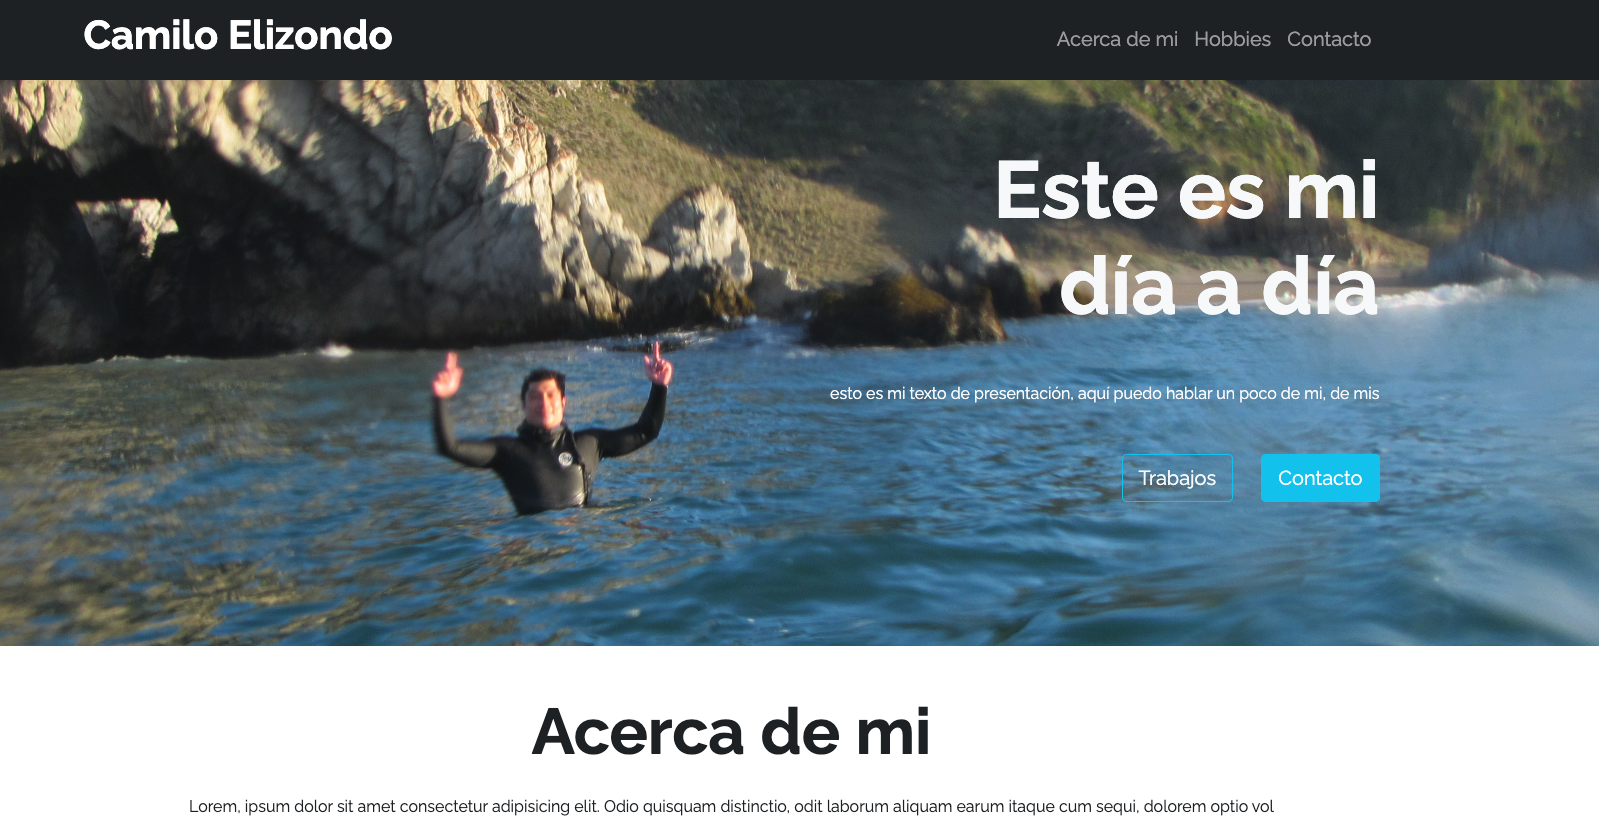 Camilo Elizondo
Acerca de mi Hobbies Contacto
Este es mi
día a día
esto es mi texto de presentación, aquí puedo hablar un poco de mi, de mis
Trabajos Contacto
Acerca de mi
Lorem, ipsum dolor sit amet consectetur adipisicing elit. Odio quisquam distinctio, odit laborum aliquam earum itaque cum sequi, dolorem optio vol